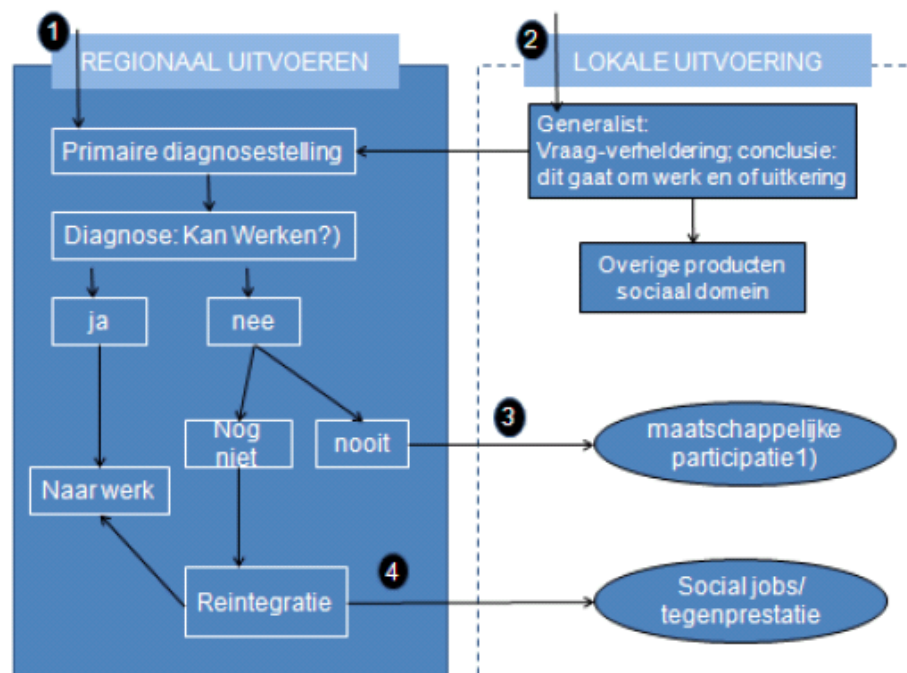 1
REGIONAAL UITVOEREN
2
LOKALE UITVOERING
Primaire diagnosestelling
Generalist:
Vraag-verheldering; conclusie:
dit gaat om werk en of uitkering
Diagnose: Kan Werken?)
Overige producten
sociaal domein
ja
nee
Nog
niet
nooit
3
maatschappelijke
participatie1)
Naar werk
Reintegratie
4
Social jobs/
tegenprestatie